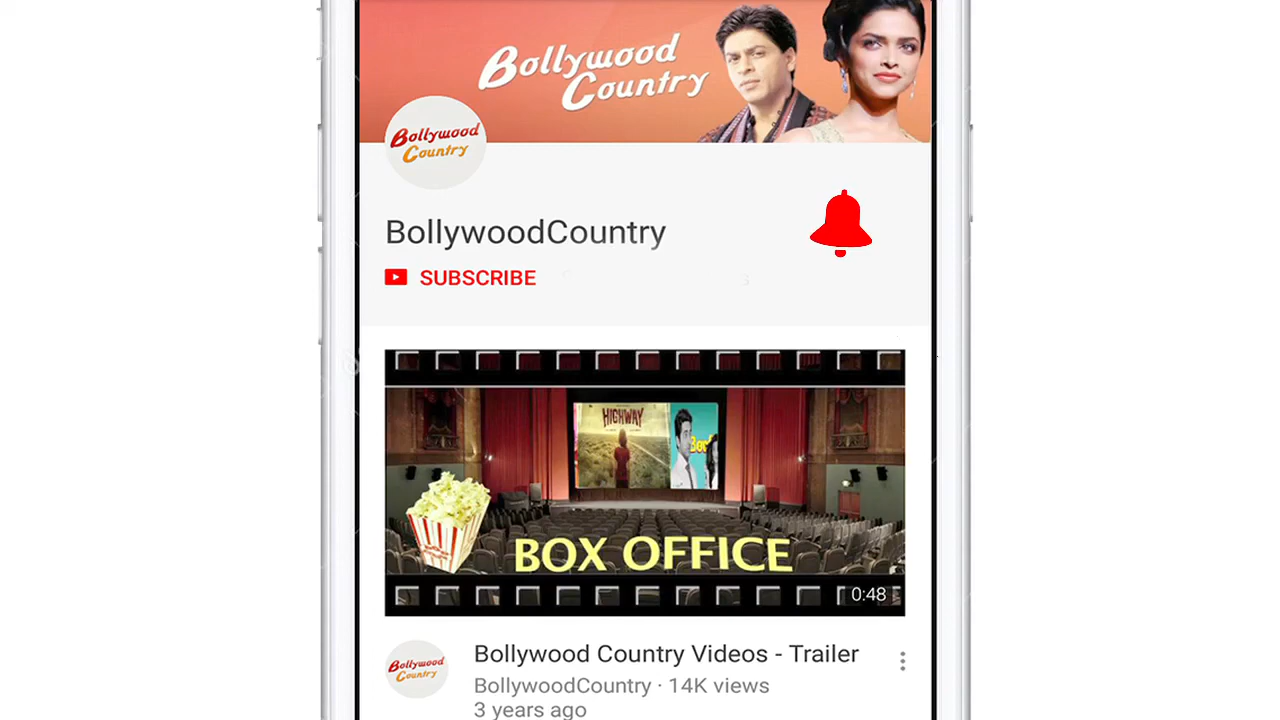 Bollywood
Country
Bollywood
Country
BollywoodCountry
SUBSCRIBE
HIGHWAY
BOX OFFICE
0:48
Bollywood
Country
Bollywood Country Videos - Trailer
BollywoodCountry · 14K views
3 years ago